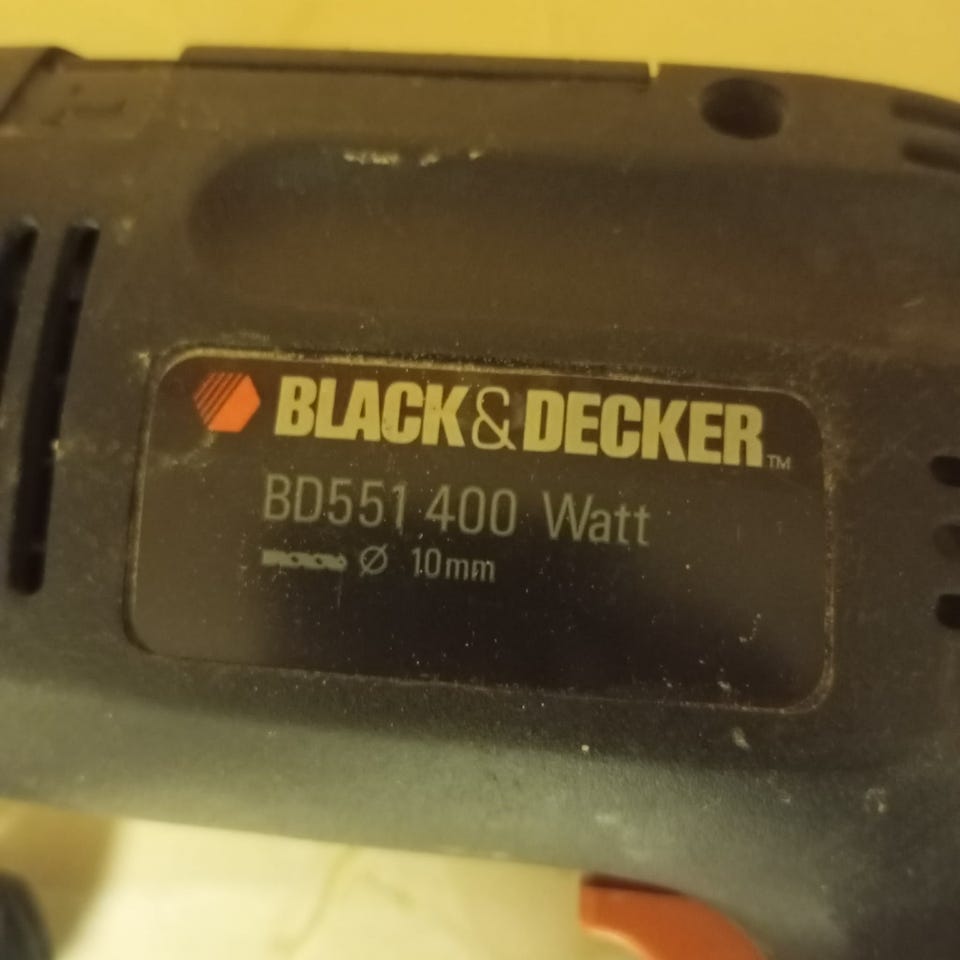 BLACK&DECKER™
BD551 400 Watt
Ø 10mm